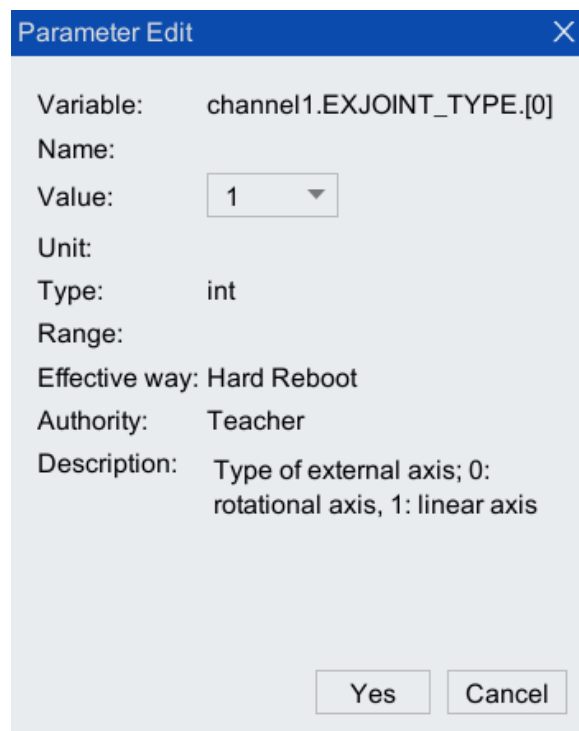 Parameter Edit
Variable: channel1.EXJOINT_TYPE.[0]
Name:
Value: 1
Unit:
Type: int
Range:
Effective way: Hard Reboot
Authority: Teacher
Description: Type of external axis; 0:
rotational axis, 1: linear axis
Yes Cancel